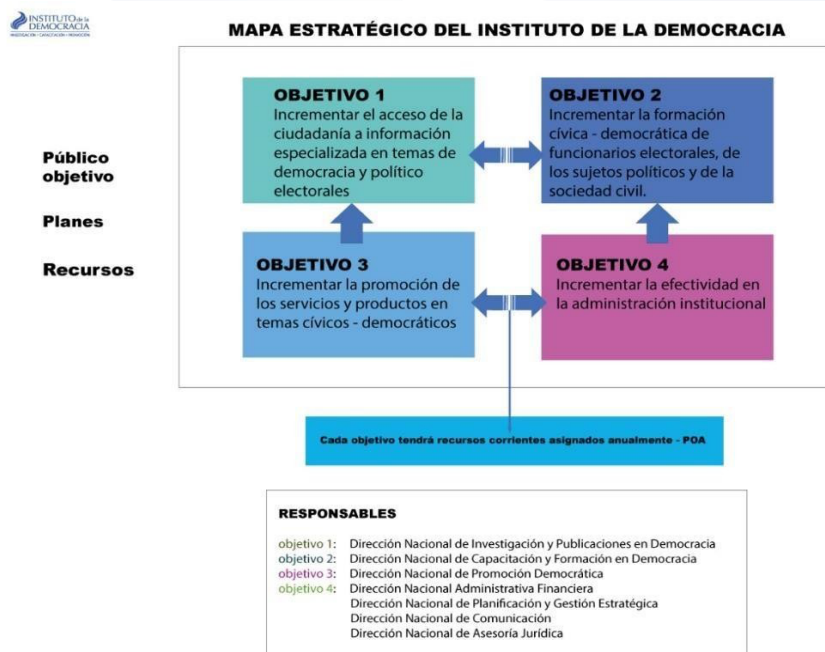 INSTITUTO de la
DEMOCRACIA
INVESTIGACIÓN | CAPACITACIÓN | PROMOCIÓN
MAPA ESTRATÉGICO DEL INSTITUTO DE LA DEMOCRACIA
Público
objetivo
Planes
Recursos
OBJETIVO 1
Incrementar el acceso de la
ciudadanía a información
especializada en temas de
democracia y político
electorales
OBJETIVO 2
Incrementar la formación
cívica - democrática de
funcionarios electorales, de
los sujetos políticos y de la
sociedad civil.
OBJETIVO 3
Incrementar la promoción de
los servicios y productos en
temas cívicos - democráticos
OBJETIVO 4
Incrementar la efectividad en
la administración institucional
Cada objetivo tendrá recursos corrientes asignados anualmente - POA
RESPONSABLES
objetivo 1: Dirección Nacional de Investigación y Publicaciones en Democracia
objetivo 2: Dirección Nacional de Capacitación y Formación en Democracia
objetivo 3: Dirección Nacional de Promoción Democrática
objetivo 4: Dirección Nacional Administrativa Financiera
Dirección Nacional de Planificación y Gestión Estratégica
Dirección Nacional de Comunicación
Dirección Nacional de Asesoría Jurídica